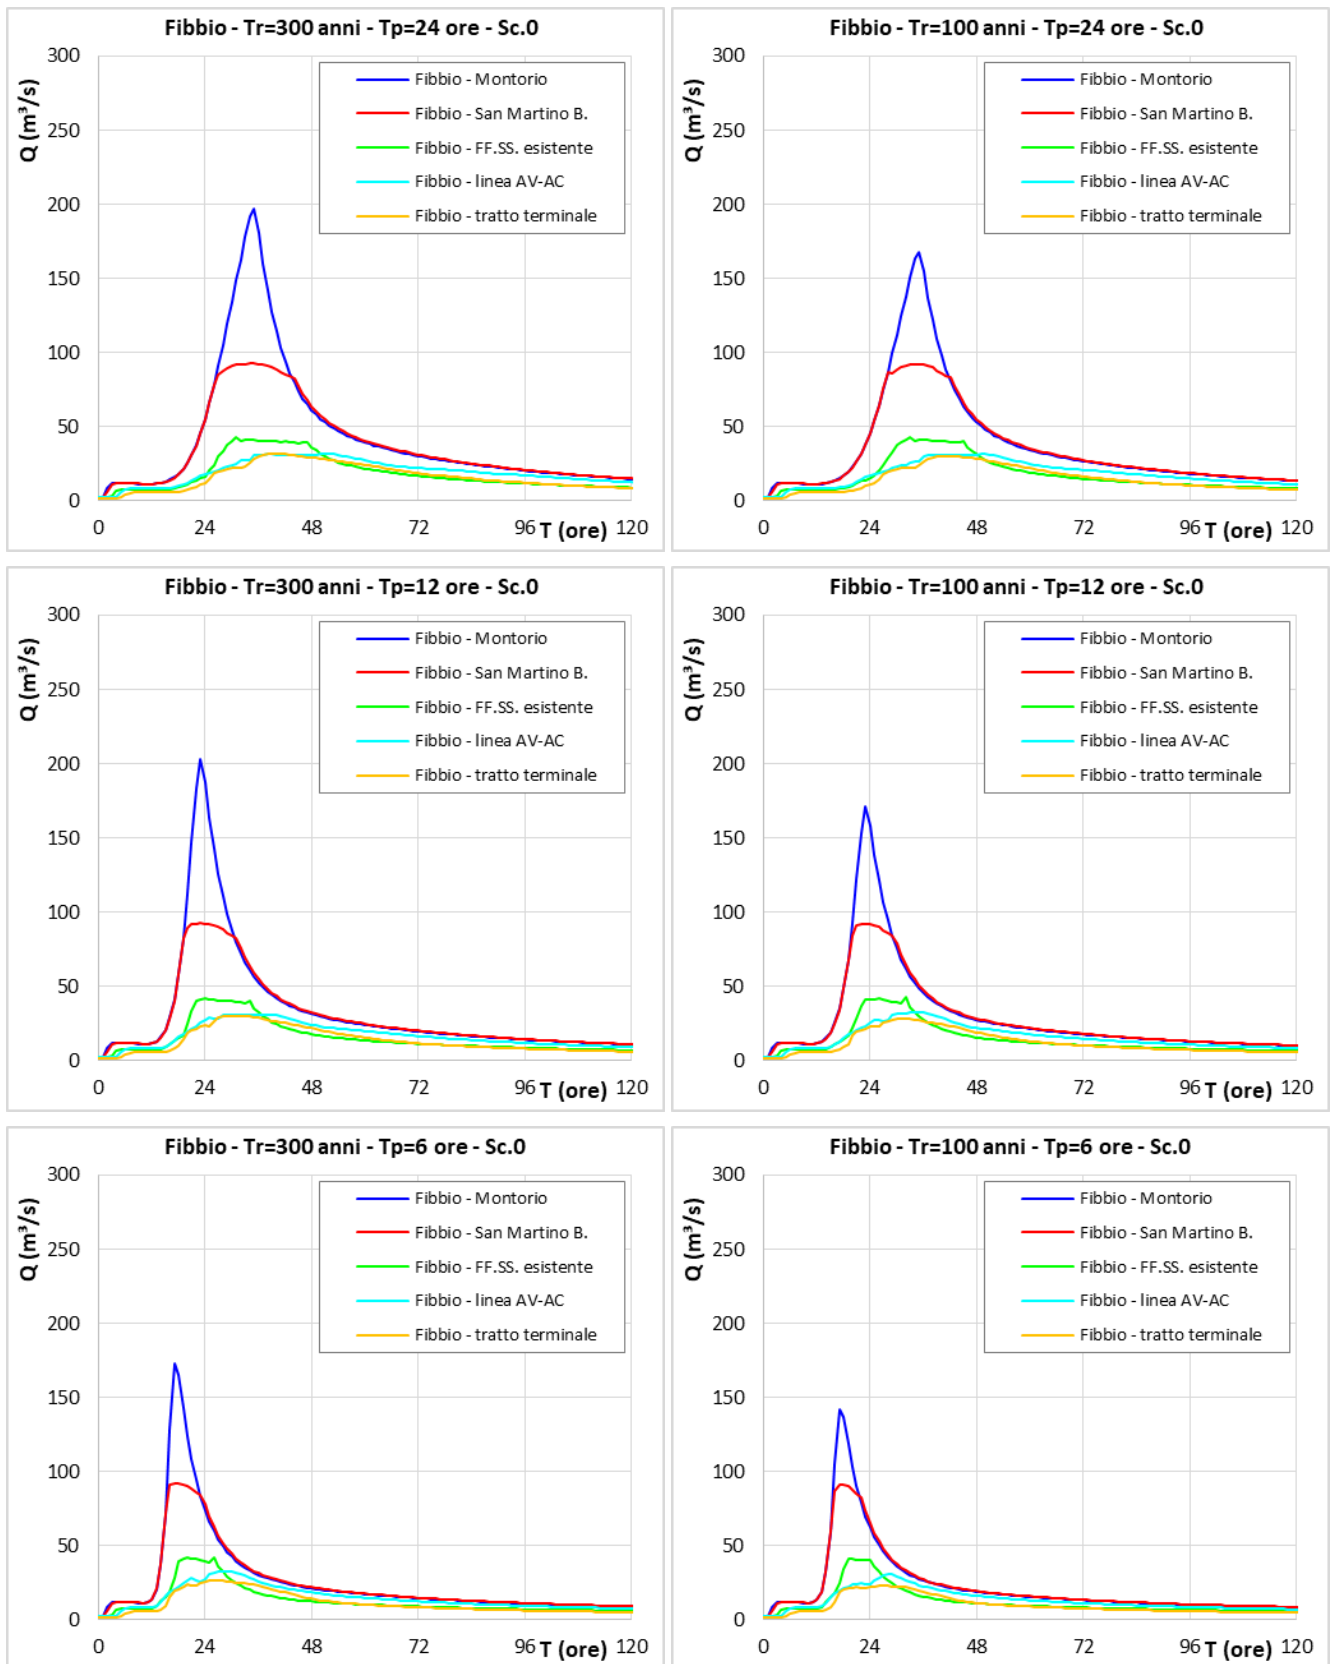 Fibbio - Tr=300 anni - Tp=24 ore - Sc.0
300
250
200
150
100
50
0
Q (m³/s)
Fibbio - Montorio
Fibbio - San Martino B.
Fibbio - FF.SS. esistente
Fibbio - linea AV-AC
Fibbio - tratto terminale
0 24 48 72 96 T (ore) 120
Fibbio - Tr=100 anni - Tp=24 ore - Sc.0
300
250
200
150
100
50
0
Q (m³/s)
Fibbio - Montorio
Fibbio - San Martino B.
Fibbio - FF.SS. esistente
Fibbio - linea AV-AC
Fibbio - tratto terminale
0 24 48 72 96 T (ore) 120
Fibbio - Tr=300 anni - Tp=12 ore - Sc.0
300
250
200
150
100
50
0
Q (m³/s)
Fibbio - Montorio
Fibbio - San Martino B.
Fibbio - FF.SS. esistente
Fibbio - linea AV-AC
Fibbio - tratto terminale
0 24 48 72 96 T (ore) 120
Fibbio - Tr=100 anni - Tp=12 ore - Sc.0
300
250
200
150
100
50
0
Q (m³/s)
Fibbio - Montorio
Fibbio - San Martino B.
Fibbio - FF.SS. esistente
Fibbio - linea AV-AC
Fibbio - tratto terminale
0 24 48 72 96 T (ore) 120
Fibbio - Tr=300 anni - Tp=6 ore - Sc.0
300
250
200
150
100
50
0
Q (m³/s)
Fibbio - Montorio
Fibbio - San Martino B.
Fibbio - FF.SS. esistente
Fibbio - linea AV-AC
Fibbio - tratto terminale
0 24 48 72 96 T (ore) 120
Fibbio - Tr=100 anni - Tp=6 ore - Sc.0
300
250
200
150
100
50
0
Q (m³/s)
Fibbio - Montorio
Fibbio - San Martino B.
Fibbio - FF.SS. esistente
Fibbio - linea AV-AC
Fibbio - tratto terminale
0 24 48 72 96 T (ore) 120